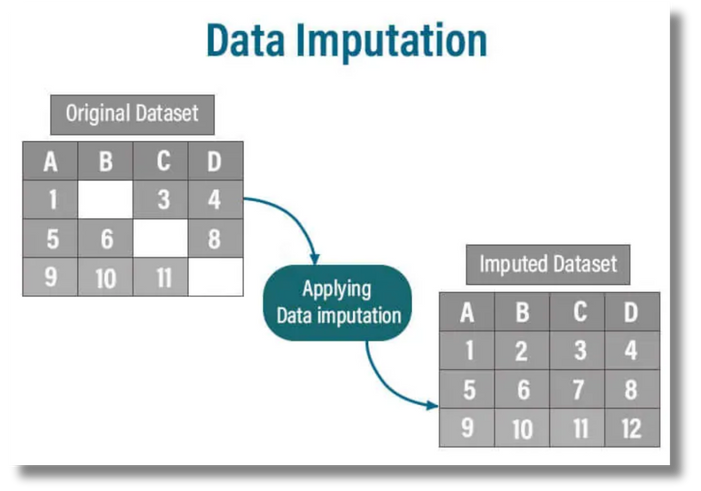 Data Imputation
Original Dataset
A B C D
1 3 4
5 6 8
9 10 11
Applying
Data imputation
Imputed Dataset
A B C D
1 2 3 4
5 6 7 8
9 10 11 12